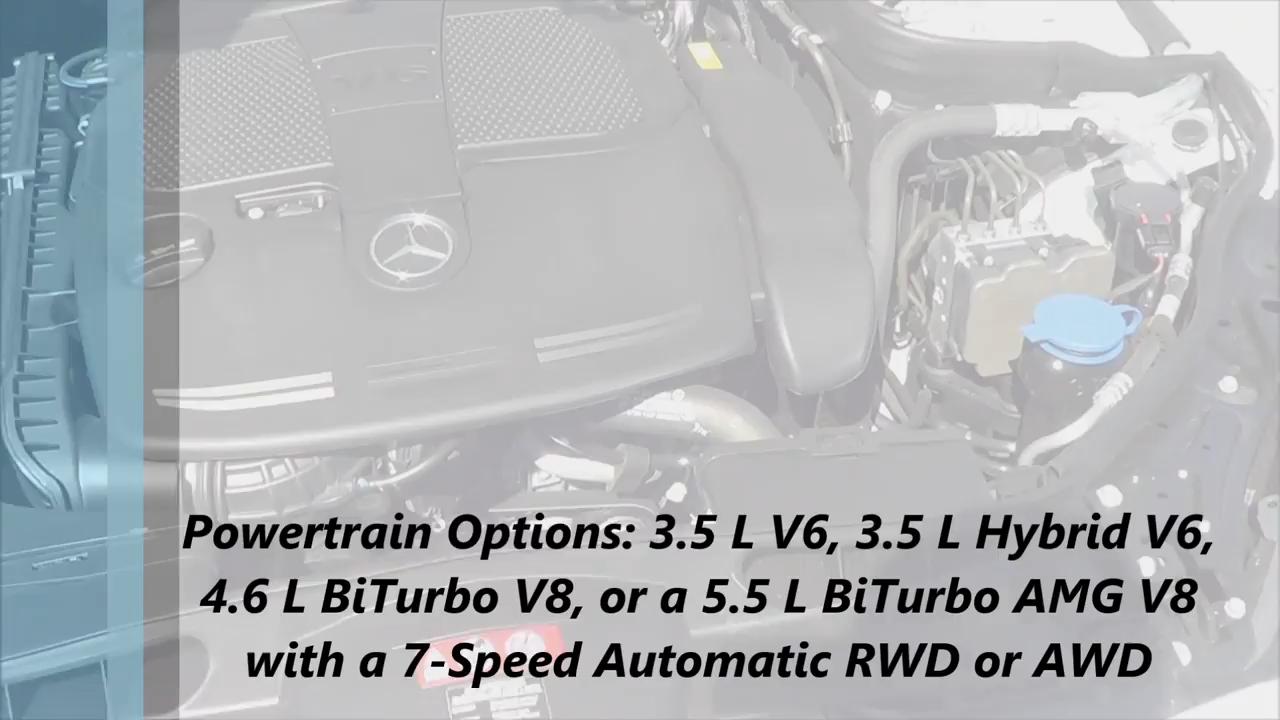 Powertrain Options: 3.5 L V6, 3.5 L Hybrid V6,
4.6 L BiTurbo V8, or a 5.5 L BiTurbo AMG V8
with a 7-Speed Automatic RWD or AWD